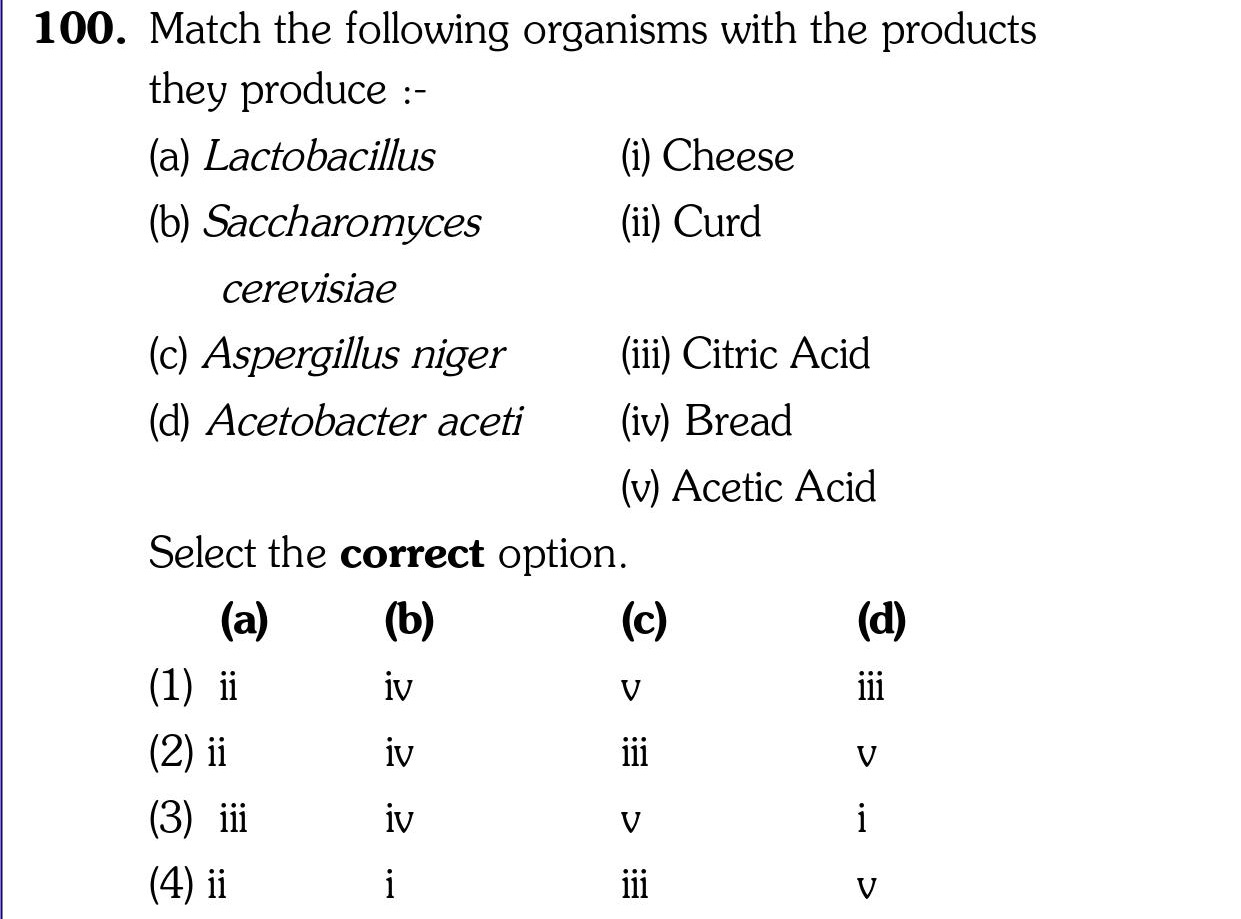 100. Match the following organisms with the products
they produce :-
(a) Lactobacillus (i) Cheese
(b) Saccharomyces (ii) Curd
cerevisiae
(c) Aspergillus niger (iii) Citric Acid
(d) Acetobacter aceti (iv) Bread
(v) Acetic Acid
Select the correct option.
(a) (b) (c) (d)
(1) ii iv v iii
(2) ii iv iii v
(3) iii iv v i
(4) ii i iii v